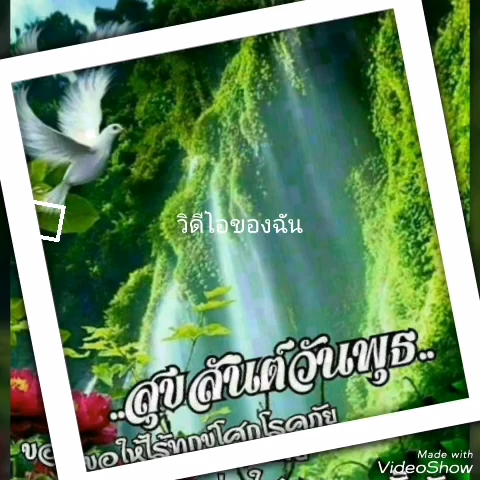 วิดีโอของฉัน
..สุขสันต์วันพุธ..
ขอให้ไร้ทุกข์โศกโรคภัย
Made with
VideoShow